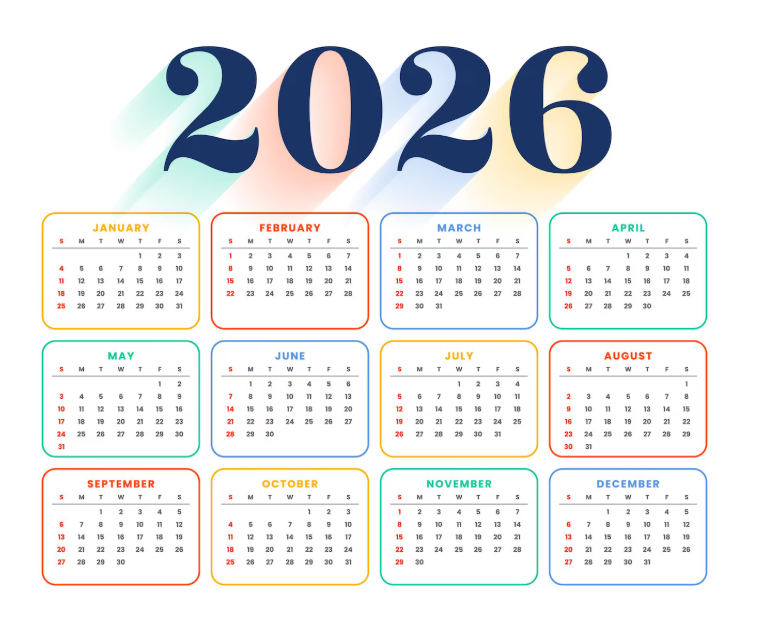 2026
JANUARY
S M T W T F S
1 2 3
4 5 6 7 8 9 10
11 12 13 14 15 16 17
18 19 20 21 22 23 24
25 26 27 28 29 30 31
FEBRUARY
S M T W T F S
1 2 3 4 5 6 7
8 9 10 11 12 13 14
15 16 17 18 19 20 21
22 23 24 25 26 27 28
MARCH
S M T W T F S
1 2 3 4 5 6 7
8 9 10 11 12 13 14
15 16 17 18 19 20 21
22 23 24 25 26 27 28
29 30 31
APRIL
S M T W T F S
1 2 3 4
5 6 7 8 9 10 11
12 13 14 15 16 17 18
19 20 21 22 23 24 25
26 27 28 29 30
MAY
S M T W T F S
1 2
3 4 5 6 7 8 9
10 11 12 13 14 15 16
17 18 19 20 21 22 23
24 25 26 27 28 29 30
31
JUNE
S M T W T F S
1 2 3 4 5 6
7 8 9 10 11 12 13
14 15 16 17 18 19 20
21 22 23 24 25 26 27
28 29 30
JULY
S M T W T F S
1 2 3 4
5 6 7 8 9 10 11
12 13 14 15 16 17 18
19 20 21 22 23 24 25
26 27 28 29 30 31
AUGUST
S M T W T F S
1
2 3 4 5 6 7 8
9 10 11 12 13 14 15
16 17 18 19 20 21 22
23 24 25 26 27 28 29
30 31
SEPTEMBER
S M T W T F S
1 2 3 4 5
6 7 8 9 10 11 12
13 14 15 16 17 18 19
20 21 22 23 24 25 26
27 28 29 30
OCTOBER
S M T W T F S
1 2 3
4 5 6 7 8 9 10
11 12 13 14 15 16 17
18 19 20 21 22 23 24
25 26 27 28 29 30 31
NOVEMBER
S M T W T F S
1 2 3 4 5 6 7
8 9 10 11 12 13 14
15 16 17 18 19 20 21
22 23 24 25 26 27 28
29 30
DECEMBER
S M T W T F S
1 2 3 4 5
6 7 8 9 10 11 12
13 14 15 16 17 18 19
20 21 22 23 24 25 26
27 28 29 30 31